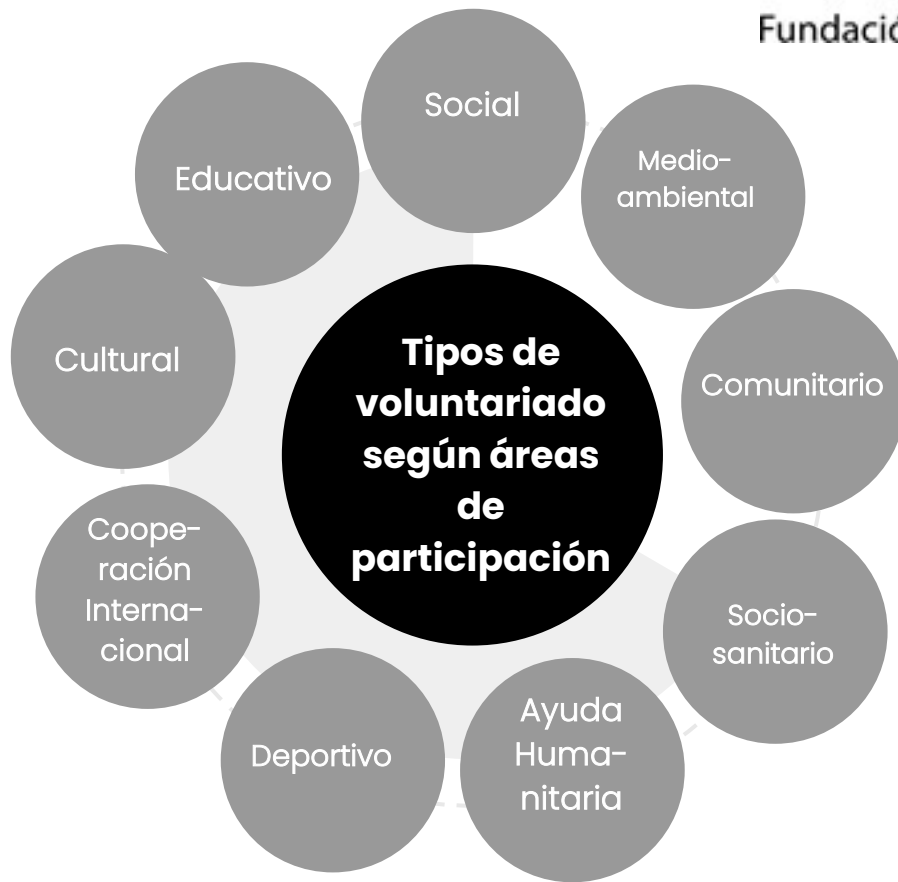 Fundació
Social
Medio-
ambiental
Comunitario
Socio-
sanitario
Ayuda
Huma-
nitaria
Deportivo
Coope-
ración
Interna-
cional
Cultural
Educativo
Tipos de
voluntariado
según áreas
de
participación